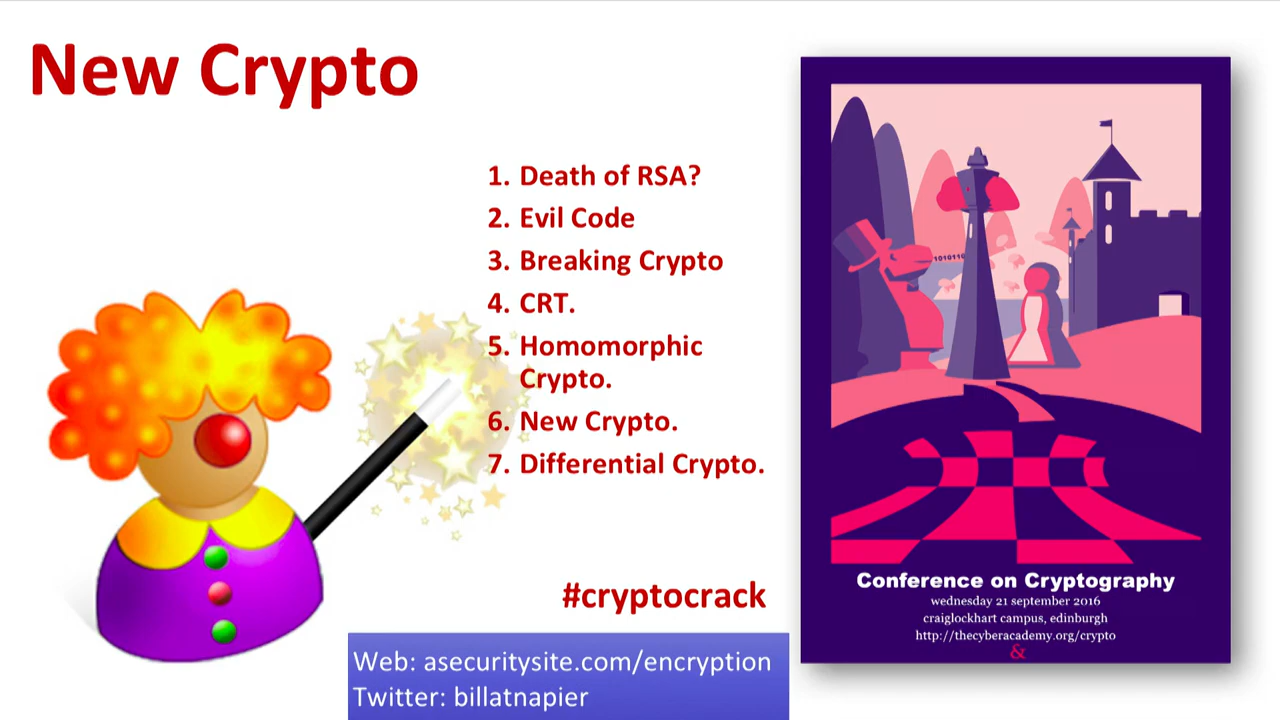 New Crypto
1. Death of RSA?
2. Evil Code
3. Breaking Crypto
4. CRT.
5. Homomorphic
Crypto.
6. New Crypto.
7. Differential Crypto.
#cryptocrack
Web: asecuritysite.com/encryption
Twitter: billatnapier
Conference on Cryptography
wednesday 21 september 2016
craiglockhart campus, edinburgh
http://thecyberacademy.org/crypto
&